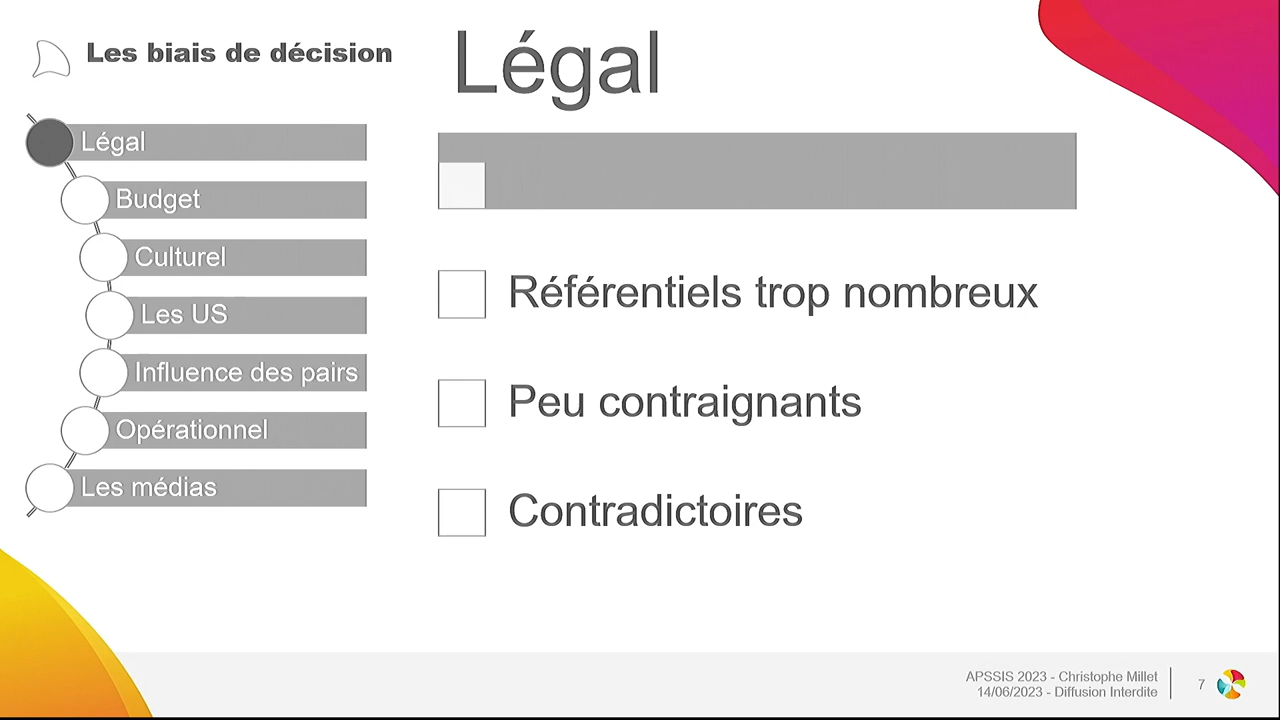 Les biais de décision
Légal
Légal
Budget
Culturel
Les US
Influence des pairs
Opérationnel
Les médias
Référentiels trop nombreux
Peu contraignants
Contradictoires
APSSIS 2023 - Christophe Millet
14/06/2023 - Diffusion Interdite
7